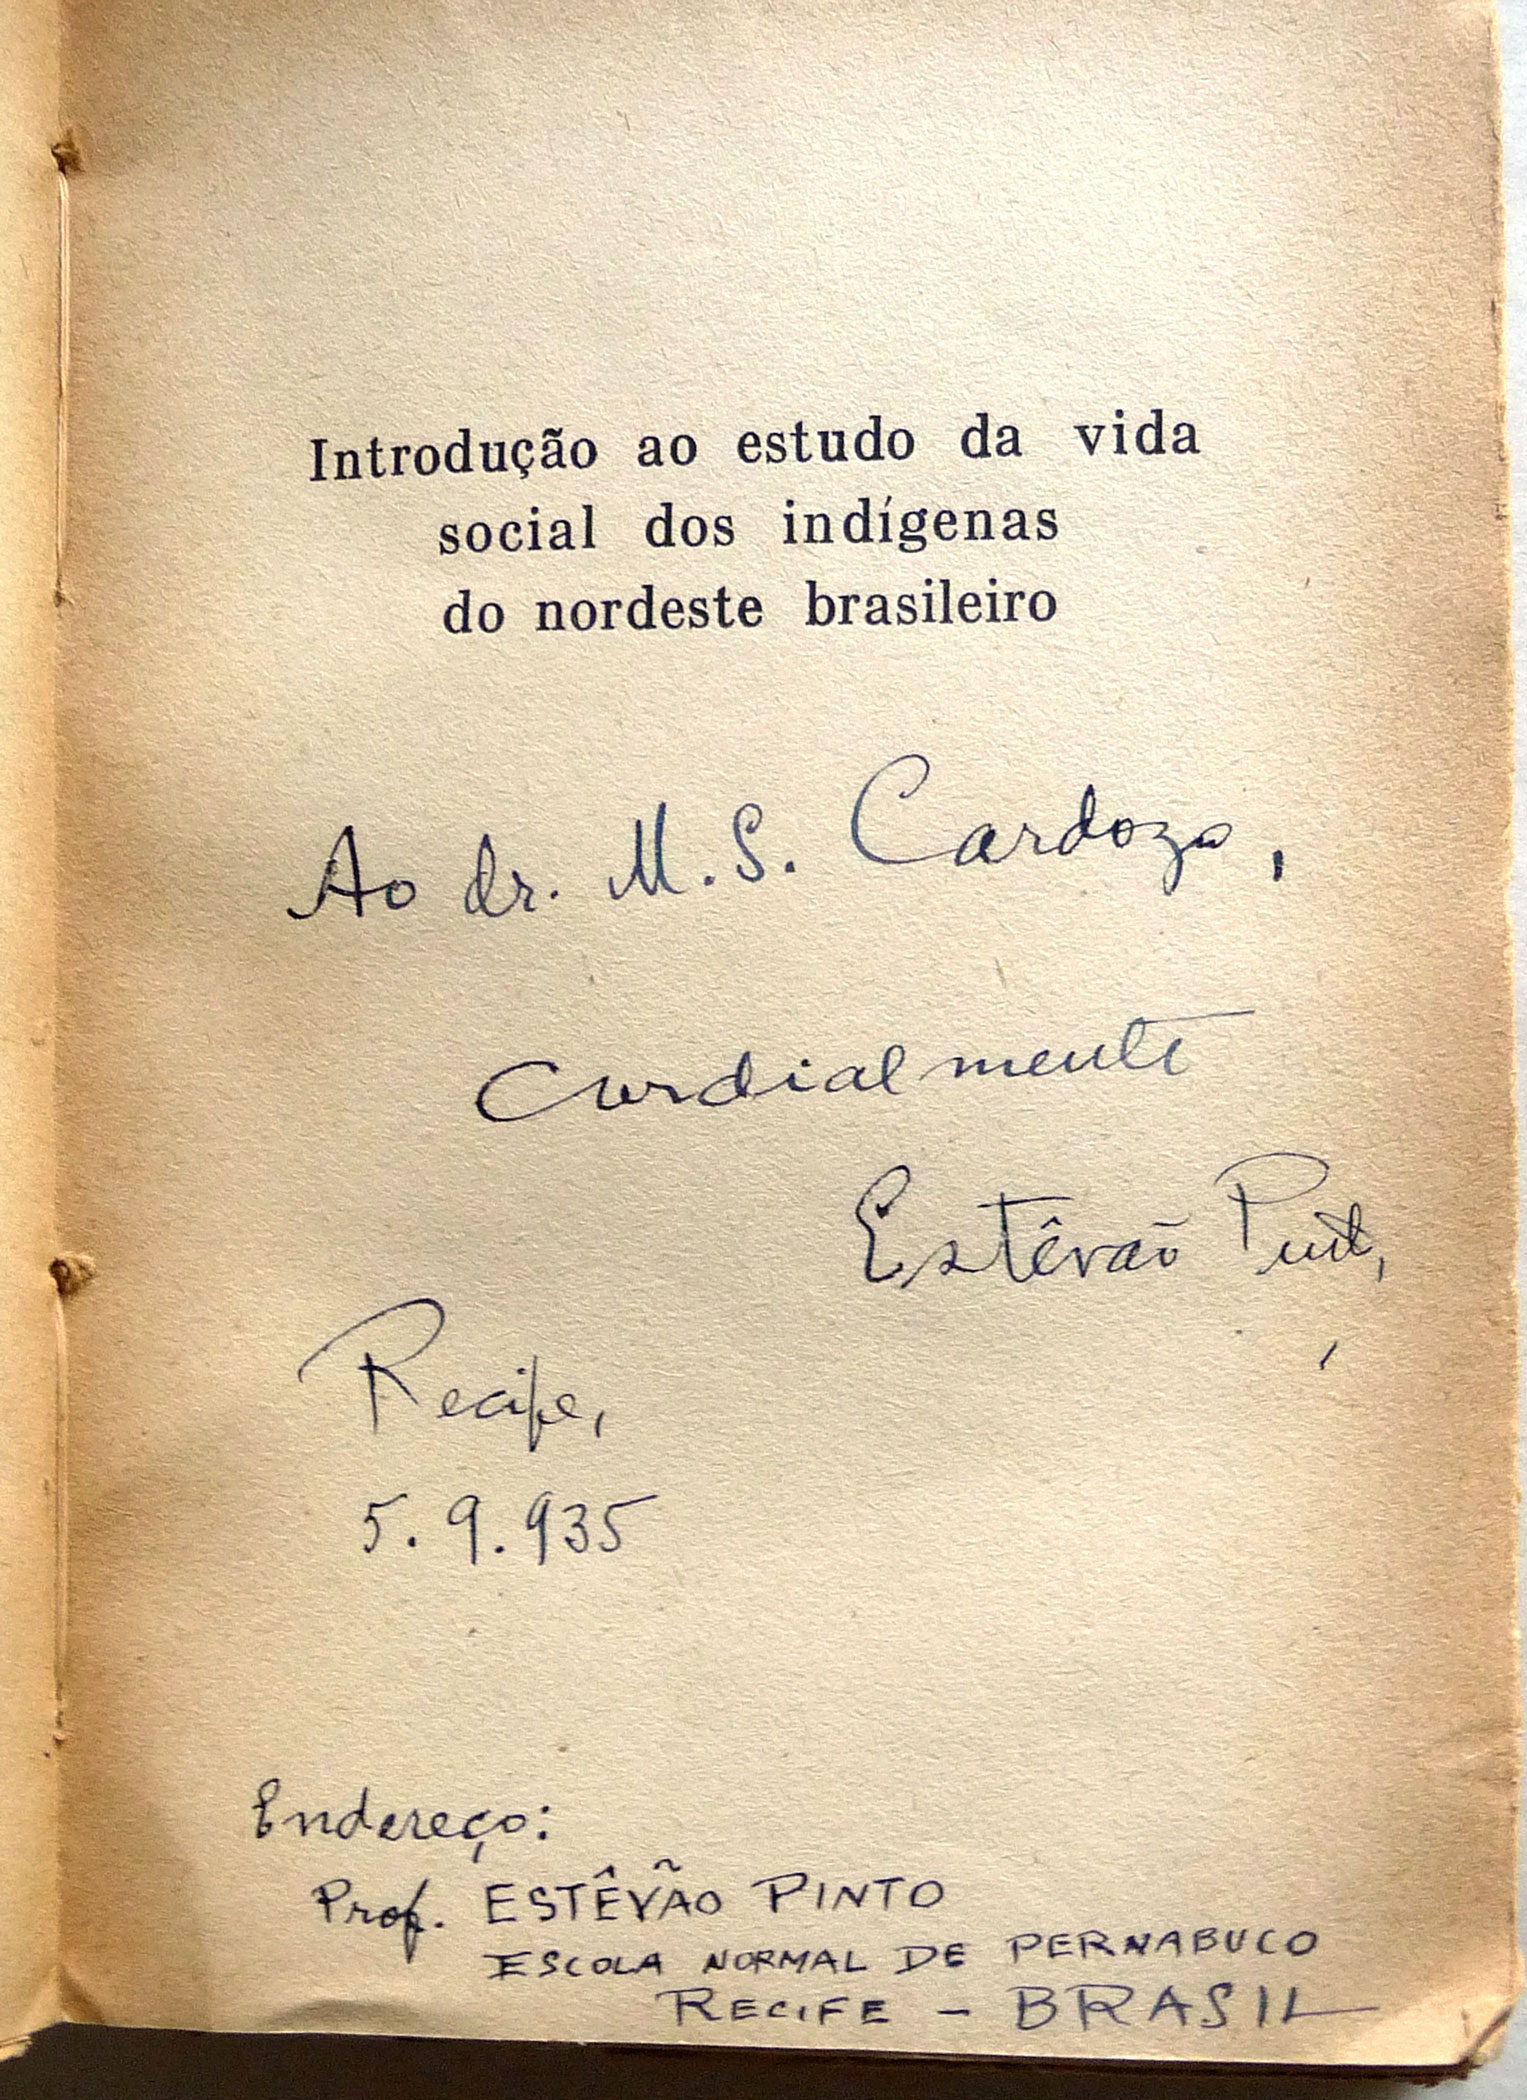 Introdução ao estudo da vida
social dos indígenas
do nordeste brasileiro
Ao dr. M. S. Cardozo,
cordialmente
Estêvão Pinto,
Recife,
5.9.935
Endereço:
Prof. ESTÊVÃO PINTO
ESCOLA NORMAL DE PERNABUCO
RECIFE - BRASIL